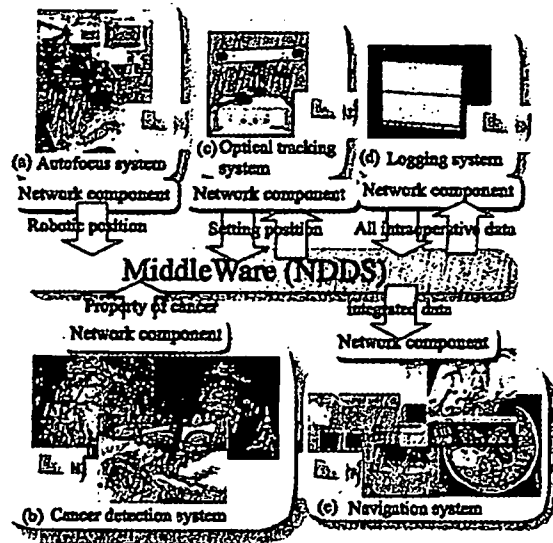 (a) Autofocus system
(c) Optical tracking
system
(d) Logging system
Network component
Network component
Network component
Robotic position
Setting position
All intraoperative data
MiddleWare (NDDS)
Property of cancer
Integrated data
Network component
Network component
(b) Cancer detection system
(e) Navigation system